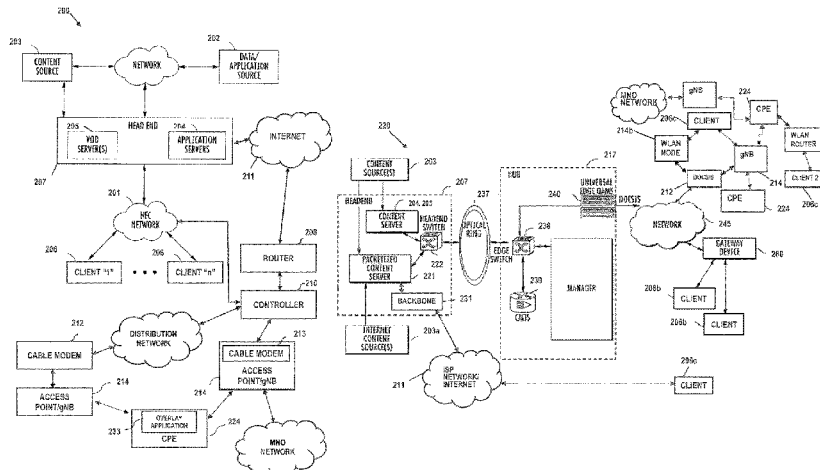 200
203
CONTENT
SOURCE
NETWORK
202
DATA/
APPLICATION
SOURCE
HEAD END
205
VOD
SERVER(S)
204
APPLICATION
SERVERS
207
INTERNET
211
201
HFC
NETWORK
206
CLIENT "1"
206
CLIENT "n"
ROUTER
208
CONTROLLER
210
212
CABLE MODEM
DISTRIBUTION
NETWORK
213
CABLE MODEM
ACCESS
POINT/gNB
214
214
ACCESS
POINT/gNB
OVERLAY
APPLICATION
CPE
233
224
MNO
NETWORK
220
CONTENT
SOURCE(S)
203
HEADEND
207
CONTENT
SERVER
204, 205
HEADEND
SWITCH
222
PACKETIZED
CONTENT
SERVER
221
BACKBONE
231
INTERNET
CONTENT
SOURCE(S)
203a
237
OPTICAL
RING
EDGE
SWITCH
217
HUB
240
UNIVERSAL
EDGE QAMS
238
CMTS
MANAGER
ISP
NETWORK/
INTERNET
211
DOCSIS
NETWORK
245
GATEWAY
DEVICE
260
CLIENT
206b
CLIENT
206b
CLIENT
MNO
NETWORK
gNB
224
CPE
206c
CLIENT
214b
WLAN
gNB
214
WLAN
ROUTER
212
DOCSIS
CPE
224
CLIENT 2
206c